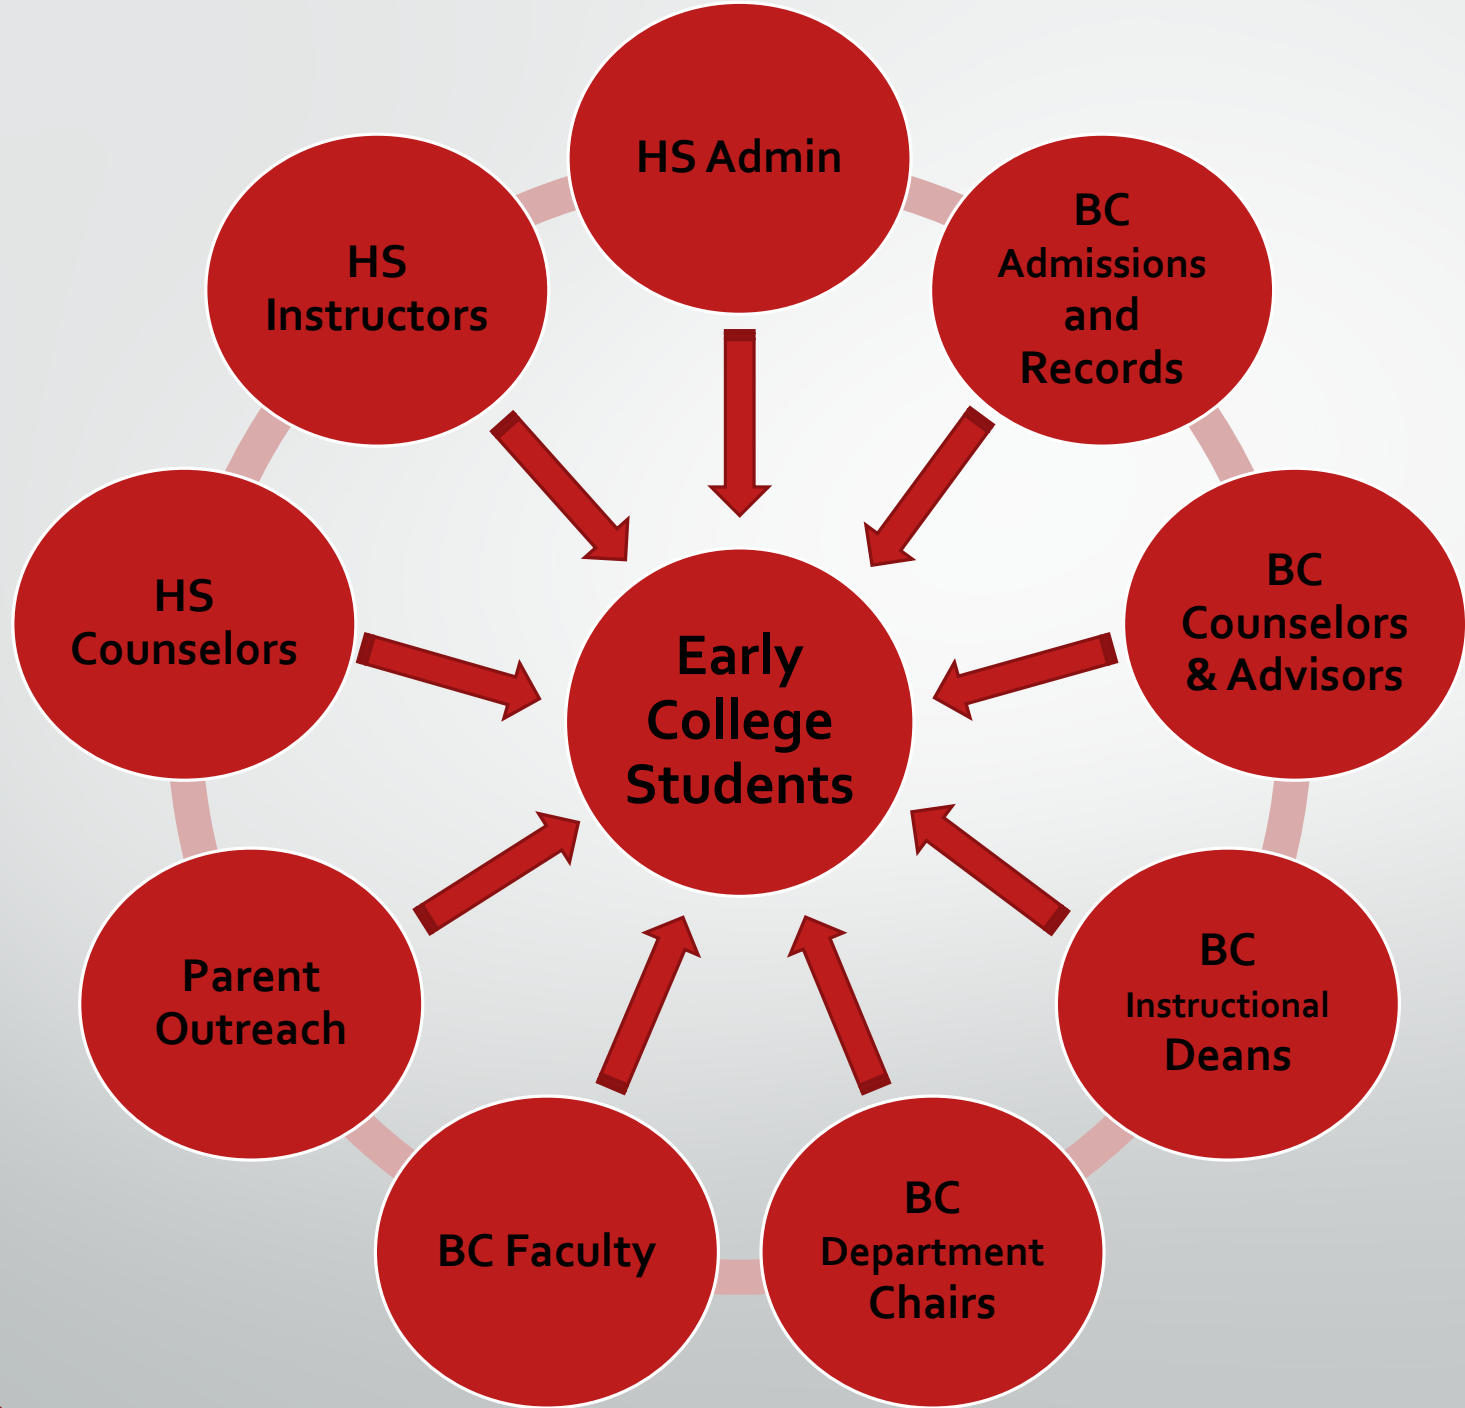 HS Admin
BC
Admissions
and
Records
BC
Counselors
& Advisors
BC
Instructional
Deans
BC
Department
Chairs
BC Faculty
Parent
Outreach
HS
Counselors
HS
Instructors
Early
College
Students